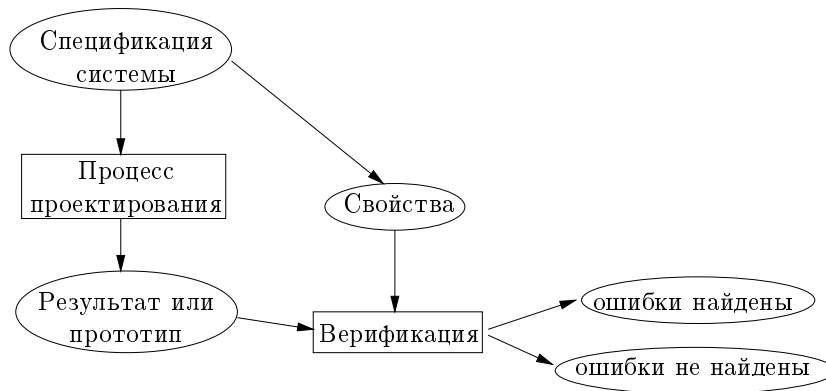 Спецификация
системы
Процесс
проектирования
Свойства
Результат или
прототип
Верификация
ошибки найдены
ошибки не найдены